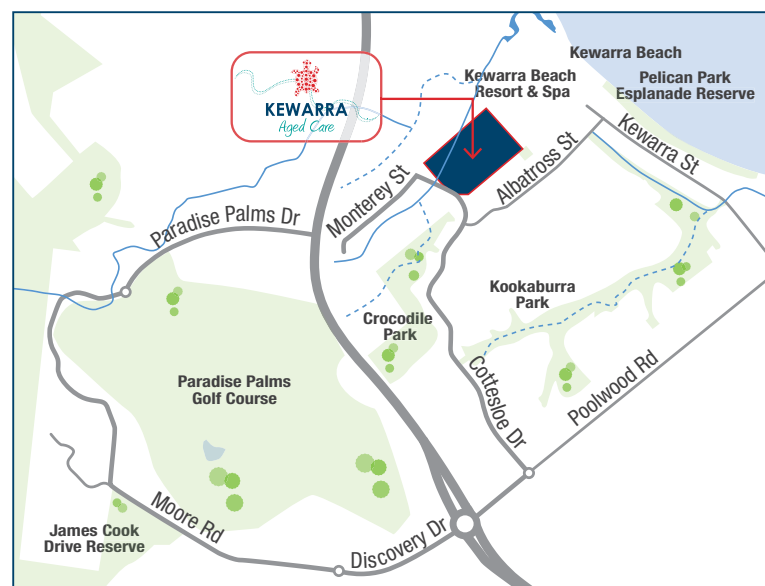 Kewarra Beach
Kewarra Beach
Resort & Spa
Pelican Park
Esplanade Reserve
KEWARRA
Aged Care
Kewarra St
Albatross St
Monterey St
Paradise Palms Dr
Kookaburra
Park
Crocodile
Park
Paradise Palms
Golf Course
Cottesloe Dr
Poolwood Rd
Moore Rd
James Cook
Drive Reserve
Discovery Dr